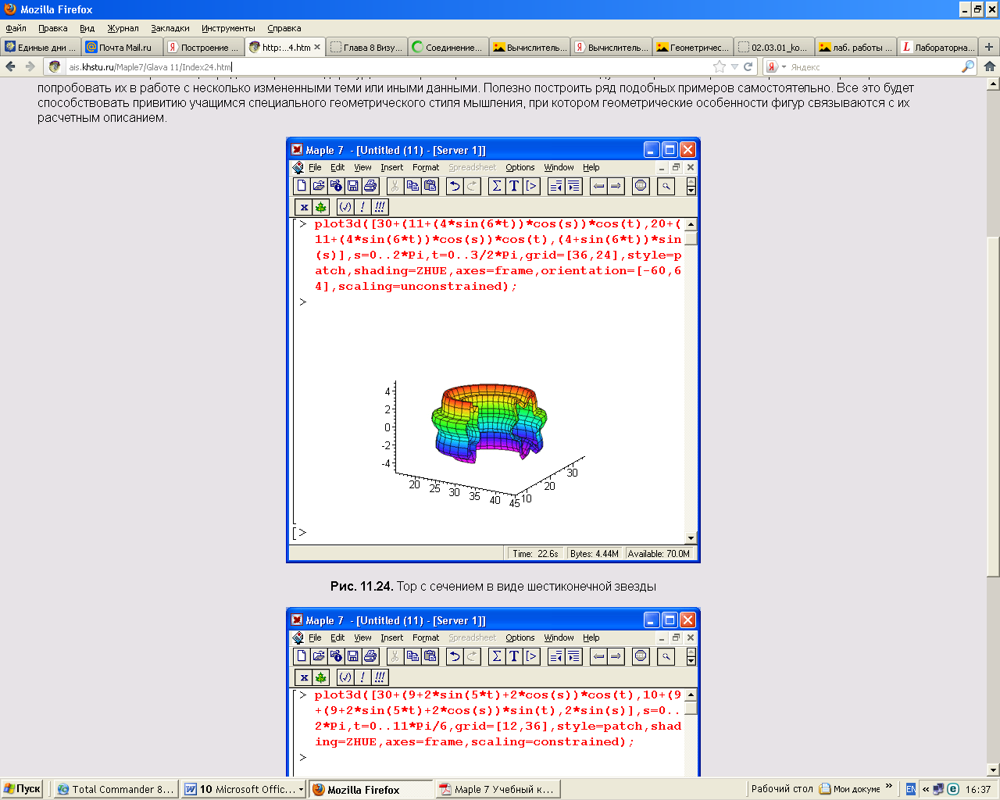 Mozilla Firefox
Файл Правка Вид Журнал Закладки Инструменты Справка
Единые дни ... Почта Mail.ru Построение ... http:...4.htm Глава 8 Визу... Соединение... Вычислитель... Вычислитель... Геометричес... 02.03.01_ко... лаб. работы ... Лабораторна...
ais.khstu.ru/Maple7/Glava 11/Index24.htm Яндекс
попробовать их в работе с несколько измененными теми или иными данными. Полезно построить ряд подобных примеров самостоятельно. Все это будет
способствовать привитию учащимся специального геометрического стиля мышления, при котором геометрические особенности фигур связываются с их
расчетным описанием.
Maple 7 - [Untitled (11) - [Server 1]]
File Edit View Insert Format Spreadsheet Options Window Help
> plot3d([30+(11+(4*sin(6*t))*cos(s))*cos(t),20+(
11+(4*sin(6*t))*cos(s))*cos(t),(4+sin(6*t))*sin
(s)],s=0..2*Pi,t=0..3/2*Pi,grid=[36,24],style=p
atch,shading=ZHUE,axes=frame,orientation=[-60,6
4],scaling=unconstrained);
>
4
2
0
-2
-4
20 25 30 35 40 45 10 20 30
>
Time: 22.6s Bytes: 4.44M Available: 70.0M
Рис. 11.24. Тор с сечением в виде шестиконечной звезды
Maple 7 - [Untitled (11) - [Server 1]]
File Edit View Insert Format Spreadsheet Options Window Help
> plot3d([30+(9+2*sin(5*t)+2*cos(s))*cos(t),10+(9
+(9+2*sin(5*t)+2*cos(s))*sin(t),2*sin(s)],s=0..
2*Pi,t=0..11*Pi/6,grid=[12,36],style=patch,shad
ing=ZHUE,axes=frame,scaling=constrained);
>
Пуск Total Commander 8.... 10 Microsoft Offic... Mozilla Firefox Maple 7 Учебный к... Рабочий стол Мои докуме » EN « 16:37